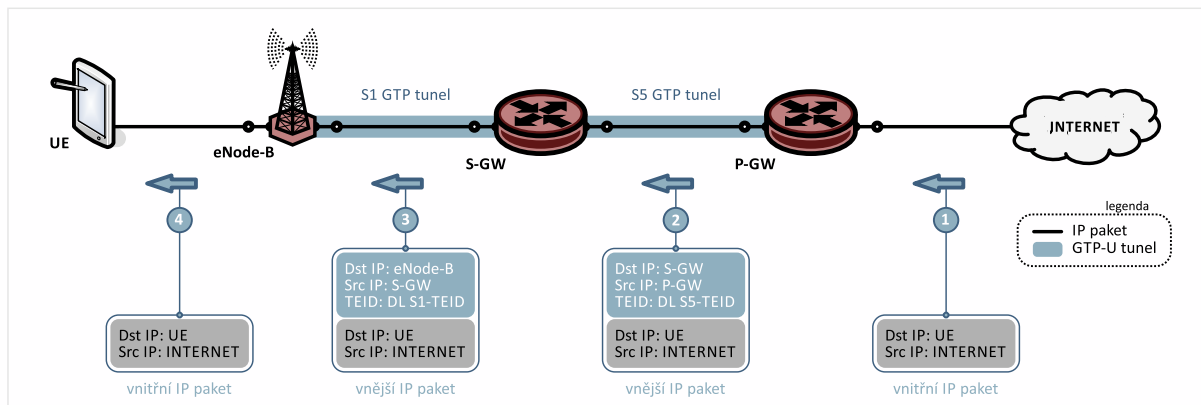 S1 GTP tunel
S5 GTP tunel
UE
eNode-B
S-GW
P-GW
INTERNET
4
3
2
1
legenda
IP paket
GTP-U tunel
Dst IP: eNode-B
Src IP: S-GW
TEID: DL S1-TEID
Dst IP: S-GW
Src IP: P-GW
TEID: DL S5-TEID
Dst IP: UE
Src IP: INTERNET
Dst IP: UE
Src IP: INTERNET
Dst IP: UE
Src IP: INTERNET
Dst IP: UE
Src IP: INTERNET
vnitřní IP paket
vnější IP paket
vnější IP paket
vnitřní IP paket